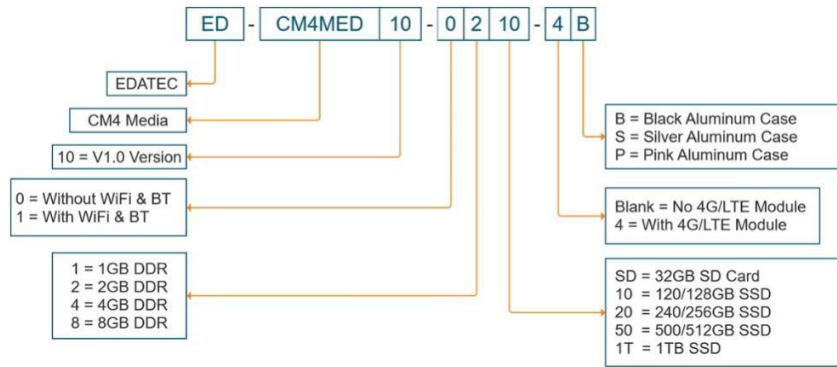 ED - CM4MED 10 - 0 2 10 - 4 B
EDATEC
CM4 Media
10 = V1.0 Version
0 = Without WiFi & BT
1 = With WiFi & BT
1 = 1GB DDR
2 = 2GB DDR
4 = 4GB DDR
8 = 8GB DDR
B = Black Aluminum Case
S = Silver Aluminum Case
P = Pink Aluminum Case
Blank = No 4G/LTE Module
4 = With 4G/LTE Module
SD = 32GB SD Card
10 = 120/128GB SSD
20 = 240/256GB SSD
50 = 500/512GB SSD
1T = 1TB SSD